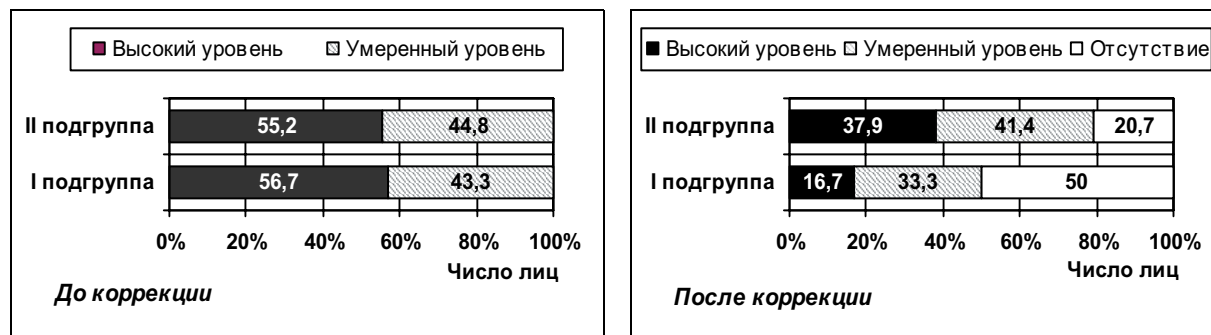 Высокий уровень Умеренный уровень
II подгруппа 55,2 44,8
I подгруппа 56,7 43,3
0% 20% 40% 60% 80% 100%
Число лиц
До коррекции
Высокий уровень Умеренный уровень Отсутствие
II подгруппа 37,9 41,4 20,7
I подгруппа 16,7 33,3 50
0% 20% 40% 60% 80% 100%
Число лиц
После коррекции